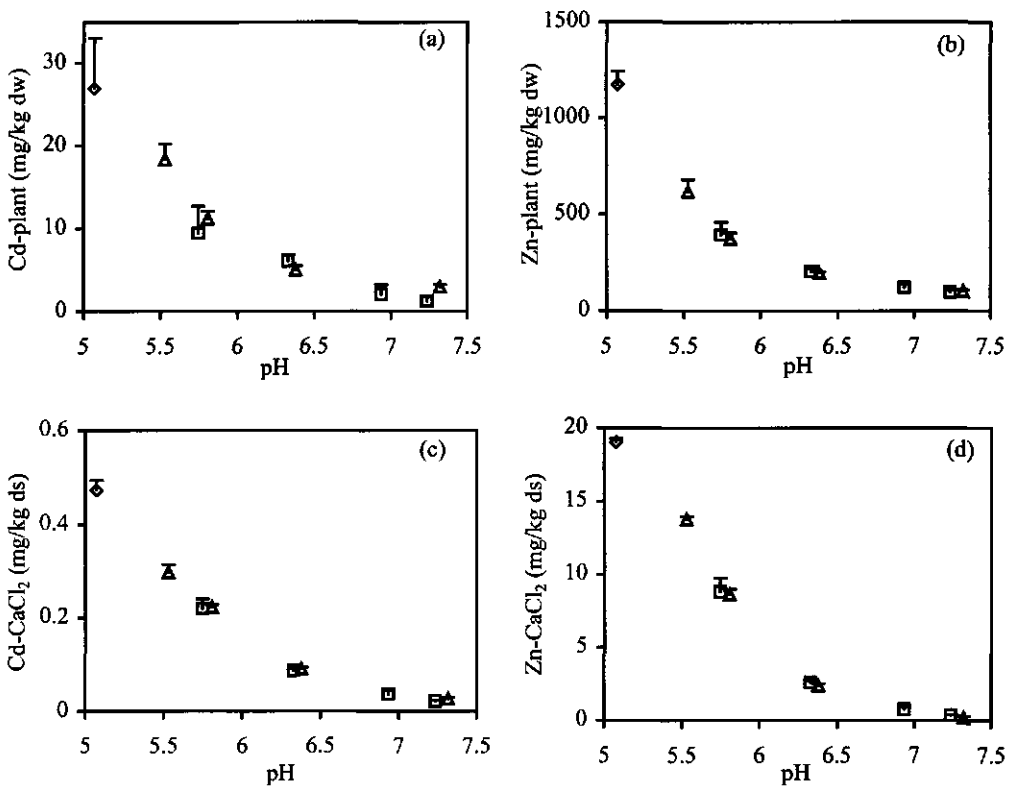 (a)
Cd-plant (mg/kg dw)
30
20
10
0
5 5.5 6 6.5 7 7.5
pH
(b)
Zn-plant (mg/kg dw)
1500
1000
500
0
5 5.5 6 6.5 7 7.5
pH
(c)
Cd-CaCl₂ (mg/kg ds)
0.6
0.4
0.2
0
5 5.5 6 6.5 7 7.5
pH
(d)
Zn-CaCl₂ (mg/kg ds)
20
15
10
5
0
5 5.5 6 6.5 7 7.5
pH